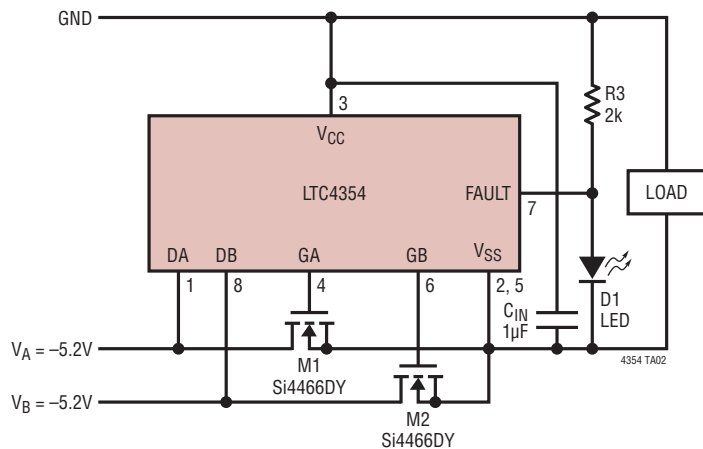 GND
3
R3
2k
VCC
LTC4354
FAULT
7
LOAD
DA
DB
GA
GB
VSS
1
8
4
6
2, 5
CIN
1µF
D1
LED
VA = –5.2V
M1
Si4466DY
4354 TA02
VB = –5.2V
M2
Si4466DY